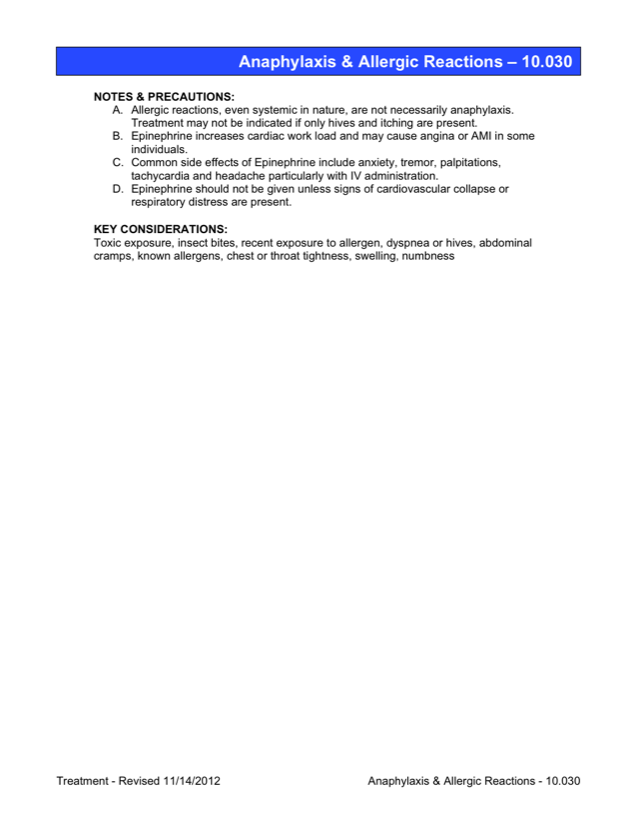 Anaphylaxis & Allergic Reactions – 10.030
NOTES & PRECAUTIONS:
A. Allergic reactions, even systemic in nature, are not necessarily anaphylaxis.
Treatment may not be indicated if only hives and itching are present.
B. Epinephrine increases cardiac work load and may cause angina or AMI in some
individuals.
C. Common side effects of Epinephrine include anxiety, tremor, palpitations,
tachycardia and headache particularly with IV administration.
D. Epinephrine should not be given unless signs of cardiovascular collapse or
respiratory distress are present.
KEY CONSIDERATIONS:
Toxic exposure, insect bites, recent exposure to allergen, dyspnea or hives, abdominal
cramps, known allergens, chest or throat tightness, swelling, numbness
Treatment - Revised 11/14/2012 Anaphylaxis & Allergic Reactions - 10.030